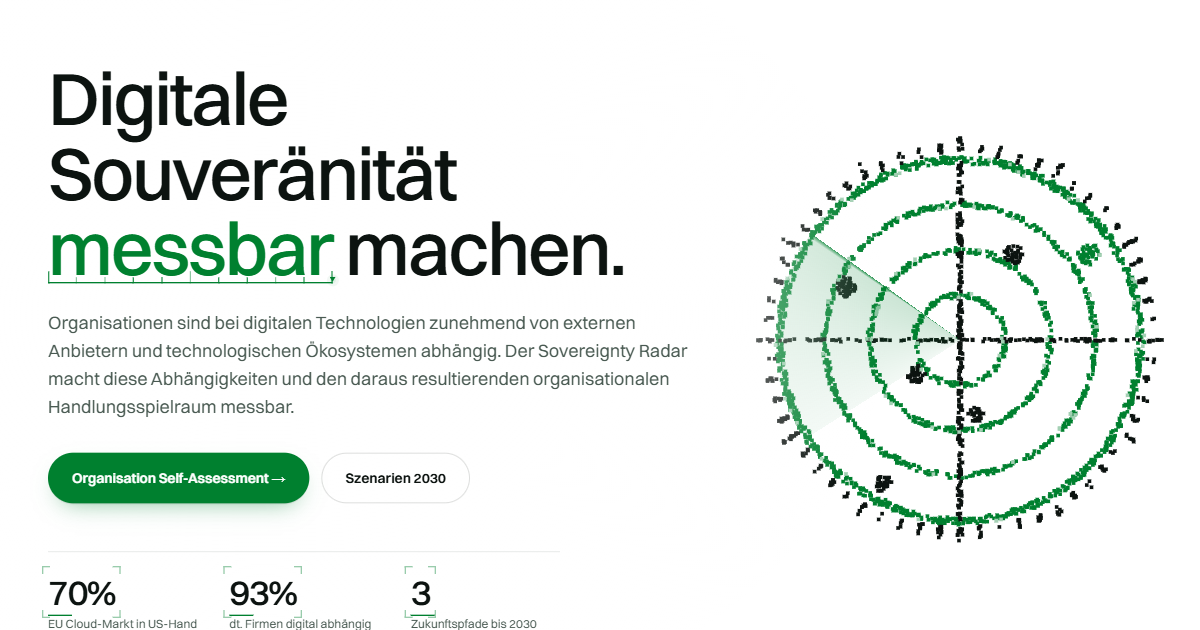 Digitale
Souveränität
messbar machen.
Organisationen sind bei digitalen Technologien zunehmend von externen
Anbietern und technologischen Ökosystemen abhängig. Der Sovereignty Radar
macht diese Abhängigkeiten und den daraus resultierenden organisationalen
Handlungsspielraum messbar.
Organisation Self-Assessment →
Szenarien 2030
70%
EU Cloud-Markt in US-Hand
93%
dt. Firmen digital abhängig
3
Zukunftspfade bis 2030